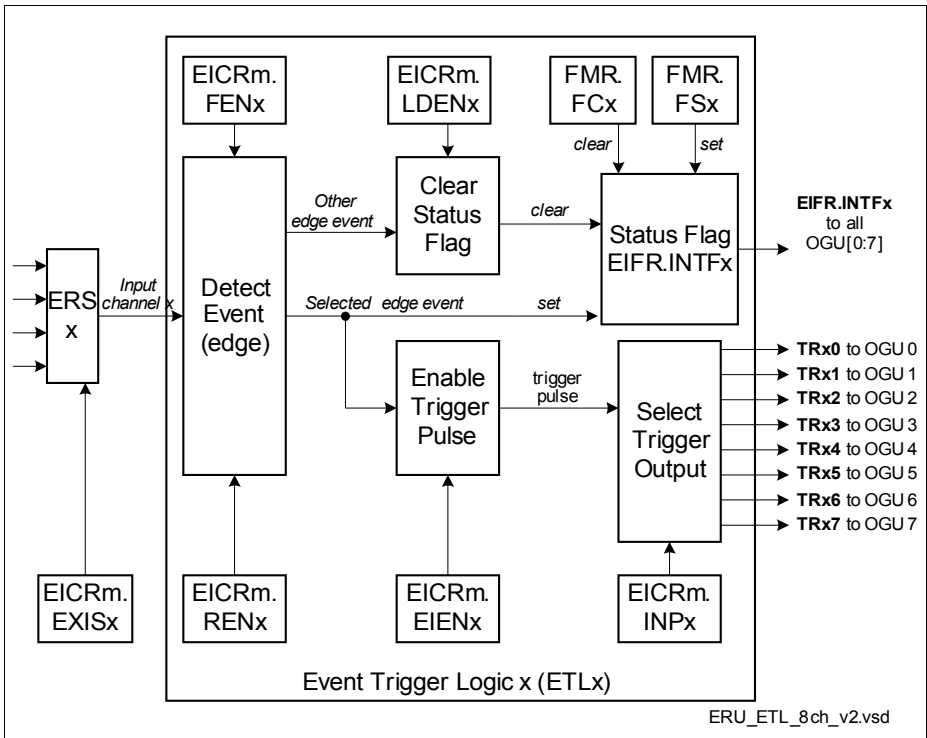 EICRm.
FENx
EICRm.
LDENx
FMR.
FCx
FMR.
FSx
clear
set
Other
edge event
Clear
Status
Flag
clear
Status Flag
EIFR.INTFx
EIFR.INTFx
to all
OGU[0:7]
Input
channel x
ERS
x
Detect
Event
(edge)
Selected edge event
set
Enable
Trigger
Pulse
trigger
pulse
Select
Trigger
Output
TRx0 to OGU 0
TRx1 to OGU 1
TRx2 to OGU 2
TRx3 to OGU 3
TRx4 to OGU 4
TRx5 to OGU 5
TRx6 to OGU 6
TRx7 to OGU 7
EICRm.
EXISx
EICRm.
RENx
EICRm.
EIENx
EICRm.
INPx
Event Trigger Logic x (ETLx)
ERU_ETL_8ch_v2.vsd